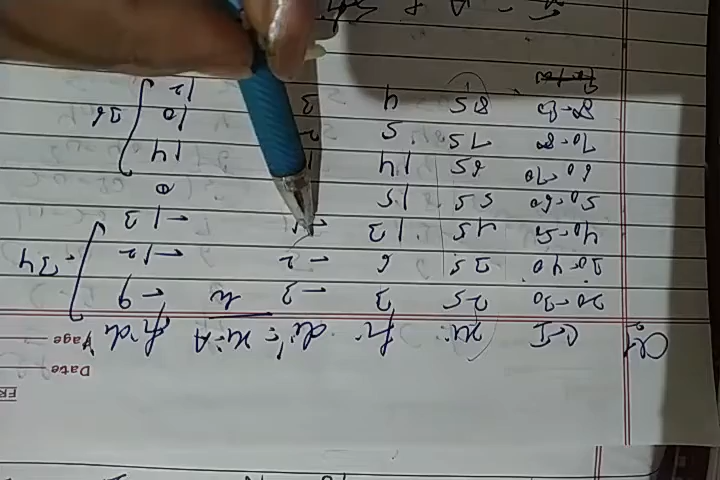 Date
Page
Q1 CI xi fi di = xi-A fidi
h
20-30 25 3 -3 -9
30-40 35 6 -2 -12 -34
40-50 45 13 -1 -13
50-60 55 15 0
60-70 65 14 1 14
70-80 75 5 2 10 36
80-90 85 4 3 12